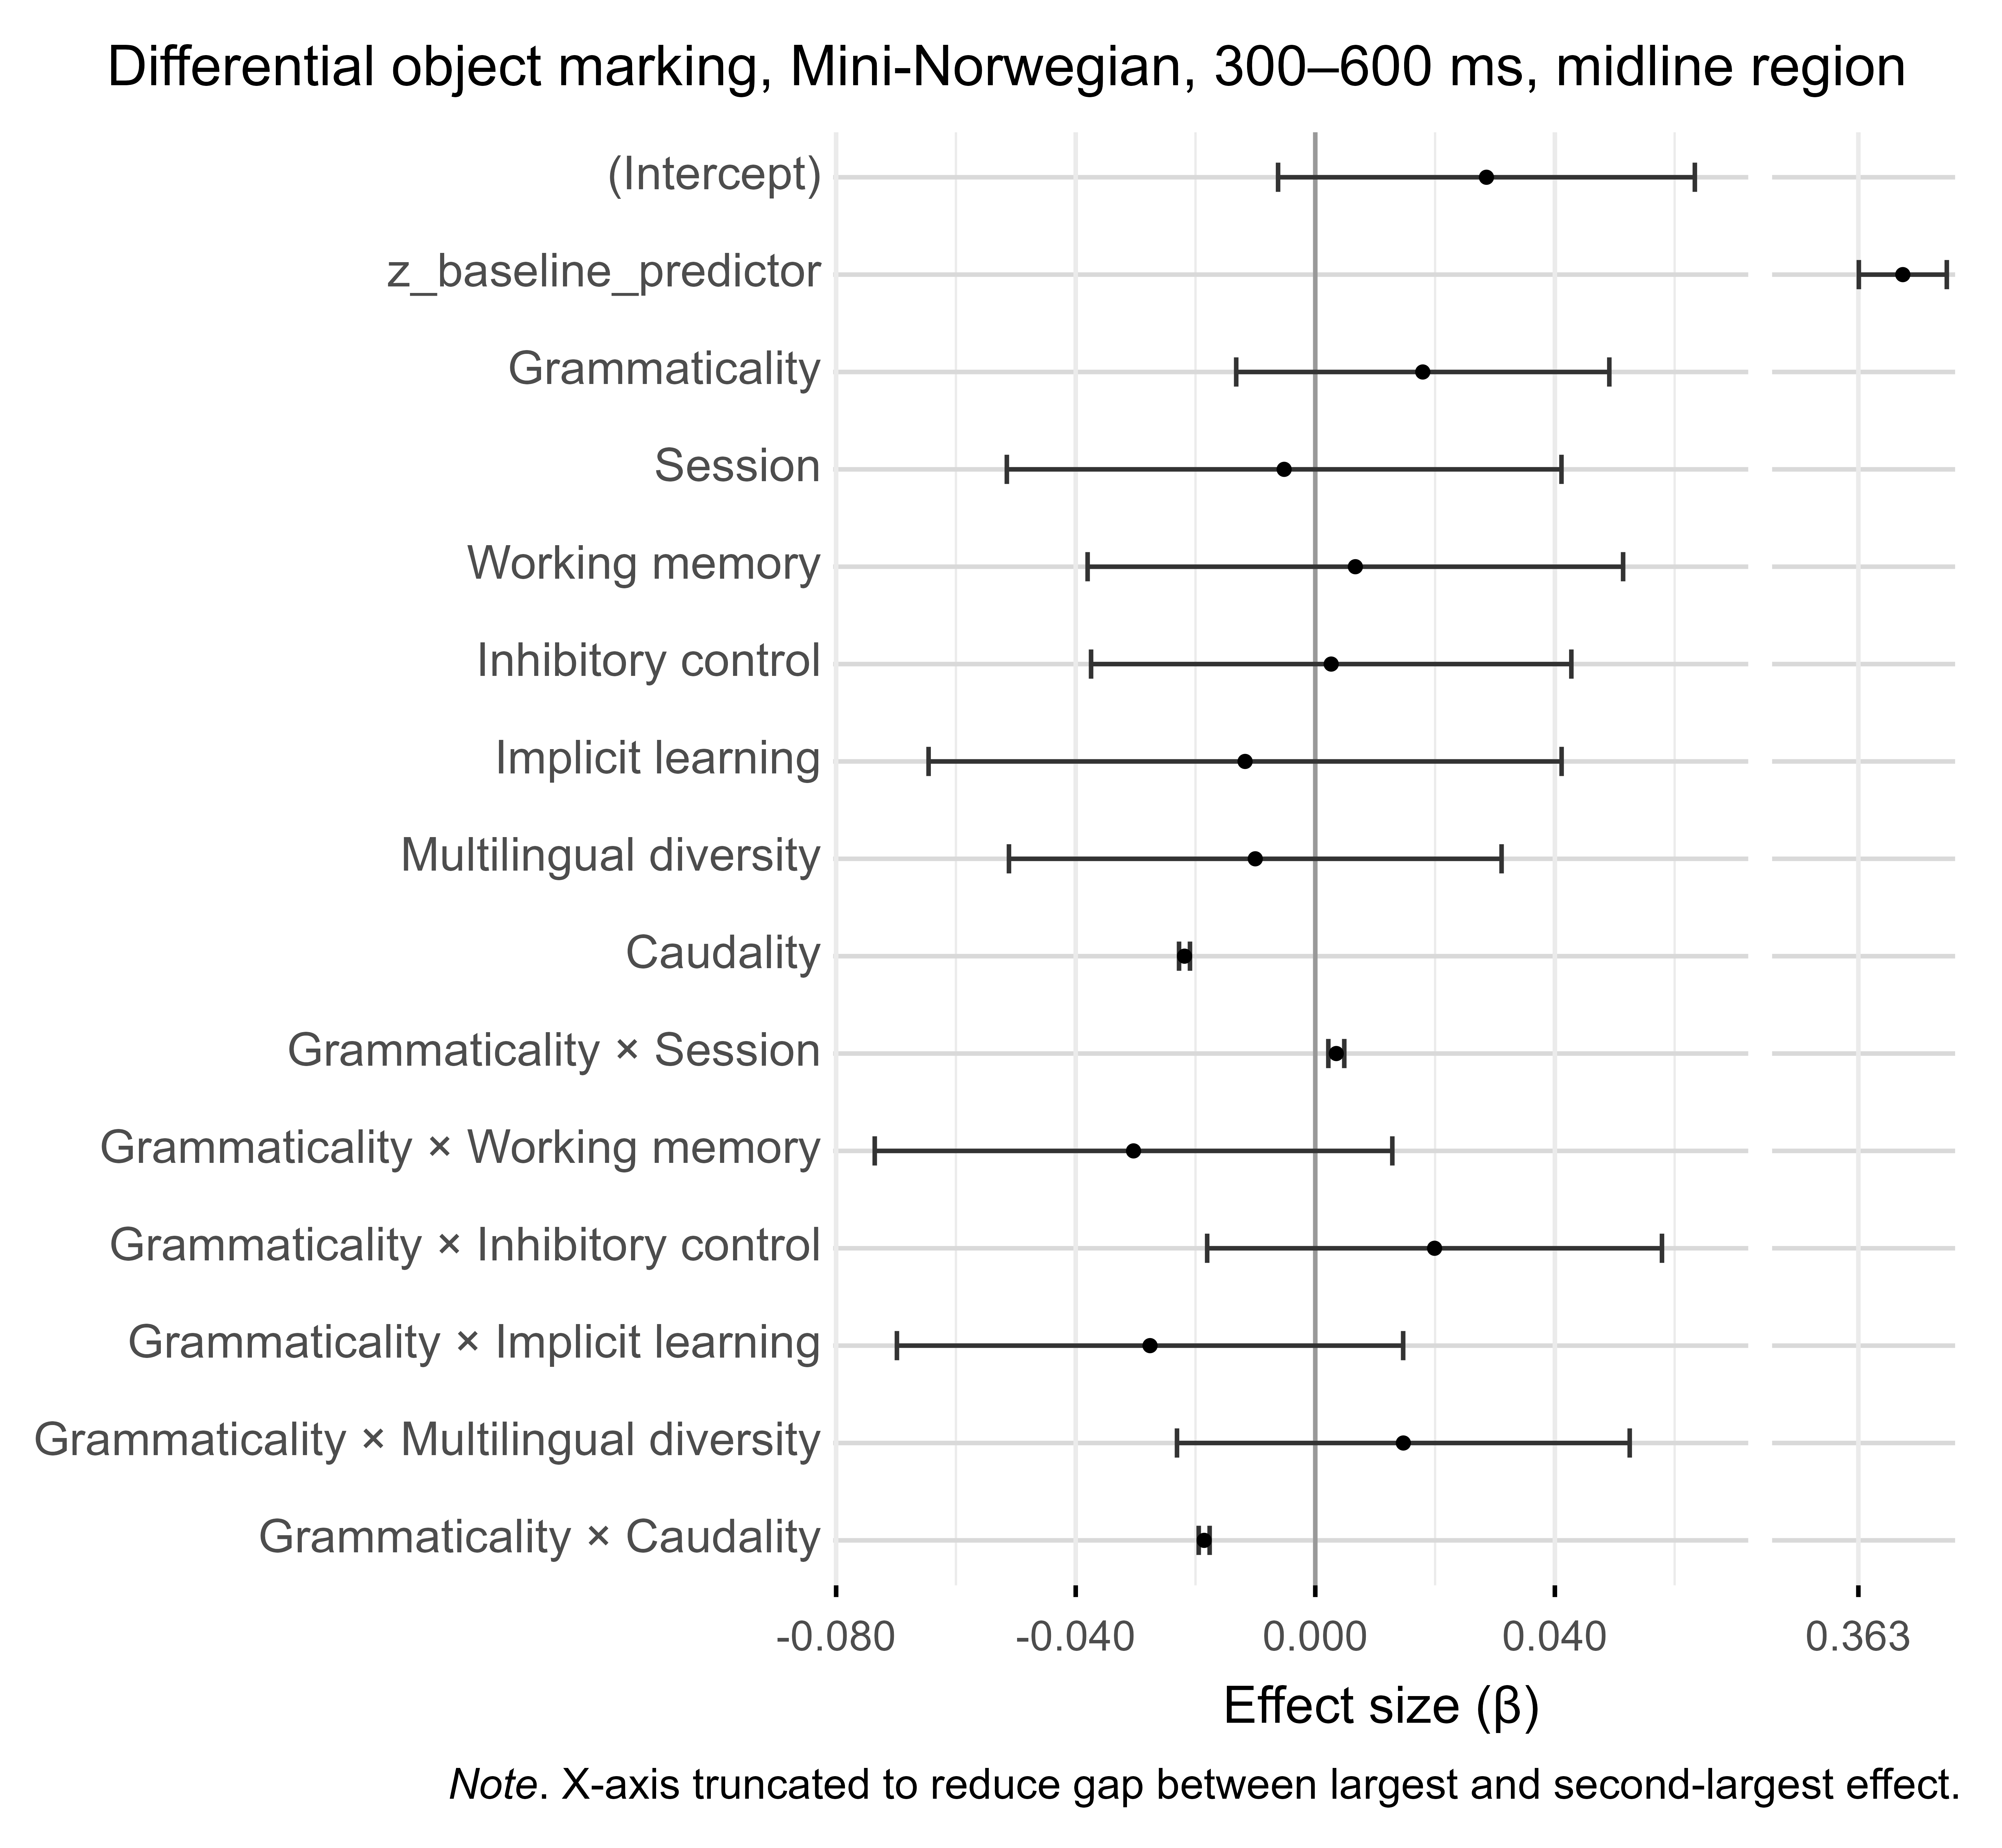 Differential object marking, Mini-Norwegian, 300–600 ms, midline region
(Intercept)
z_baseline_predictor
Grammaticality
Session
Working memory
Inhibitory control
Implicit learning
Multilingual diversity
Caudality
Grammaticality × Session
Grammaticality × Working memory
Grammaticality × Inhibitory control
Grammaticality × Implicit learning
Grammaticality × Multilingual diversity
Grammaticality × Caudality
-0.080 -0.040 0.000 0.040 0.363
Effect size (β)
Note. X-axis truncated to reduce gap between largest and second-largest effect.